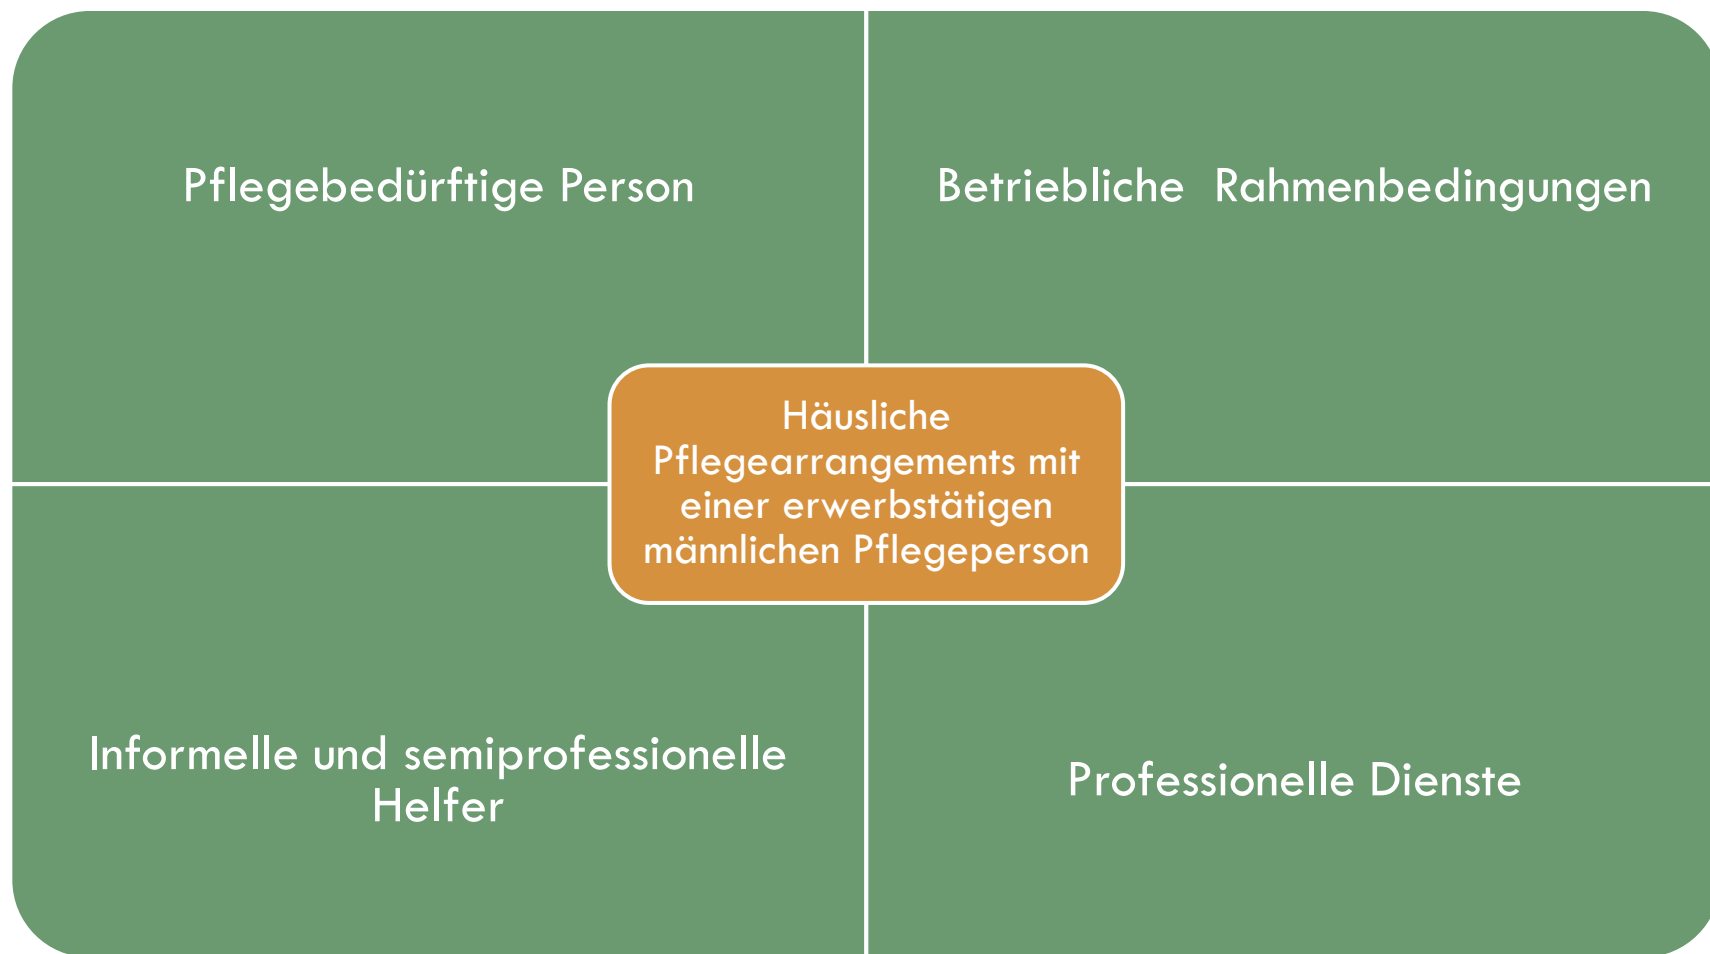 Pflegebedürftige Person
Betriebliche  Rahmenbedingungen
Häusliche
Pflegearrangements mit
einer erwerbstätigen
männlichen Pflegeperson
Informelle und semiprofessionelle
Helfer
Professionelle Dienste